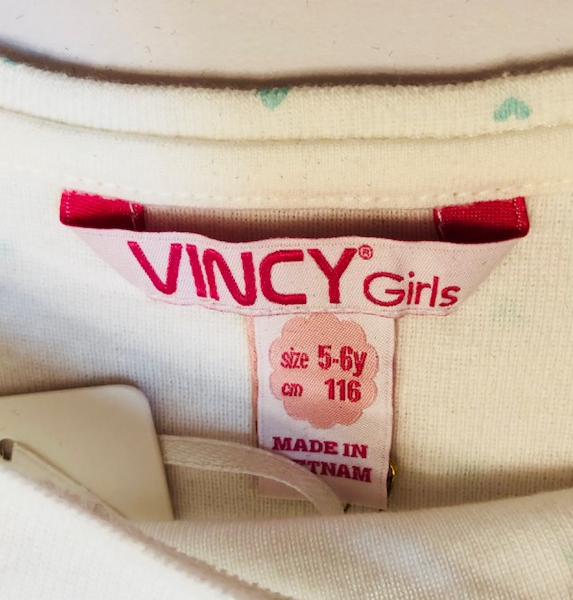 VINCY® Girls
size 5-6y
cm 116
MADE IN